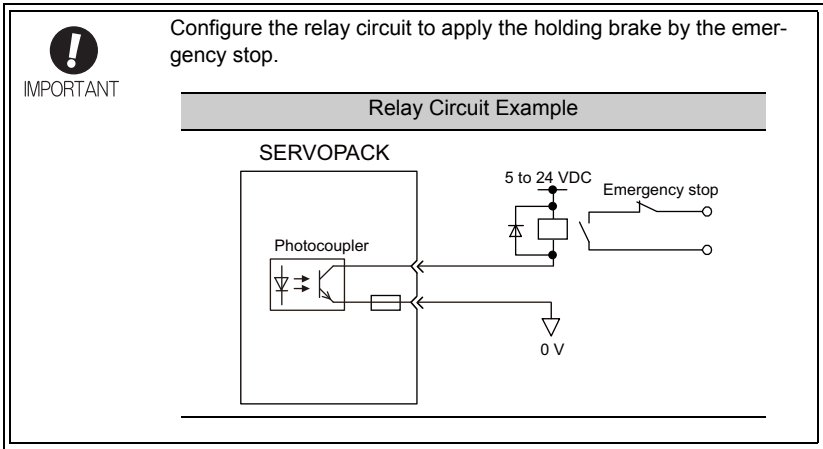 IMPORTANT
Configure the relay circuit to apply the holding brake by the emer-
gency stop.
Relay Circuit Example
SERVOPACK
5 to 24 VDC
Emergency stop
Photocoupler
0 V